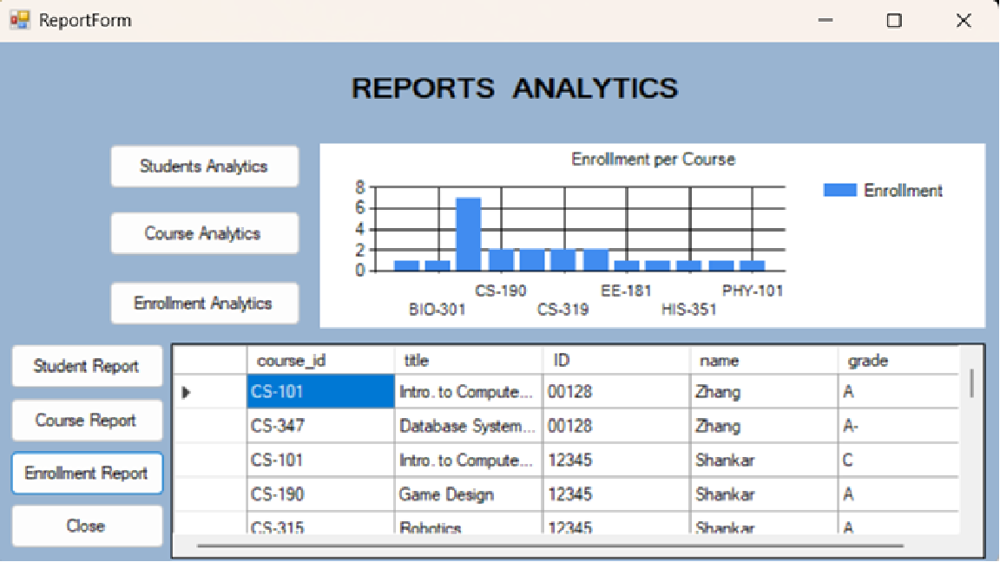 ReportForm
REPORTS ANALYTICS
Students Analytics
Course Analytics
Enrollment Analytics
Enrollment per Course
8
6
4
2
0
CS-190 EE-181 PHY-101
BIO-301 CS-319 HIS-351
Enrollment
Student Report
Course Report
Enrollment Report
Close
course_id title ID name grade
CS-101 Intro. to Compute... 00128 Zhang A
CS-347 Database System... 00128 Zhang A-
CS-101 Intro. to Compute... 12345 Shankar C
CS-190 Game Design 12345 Shankar A
CS-315 Robotics 12345 Shankar A